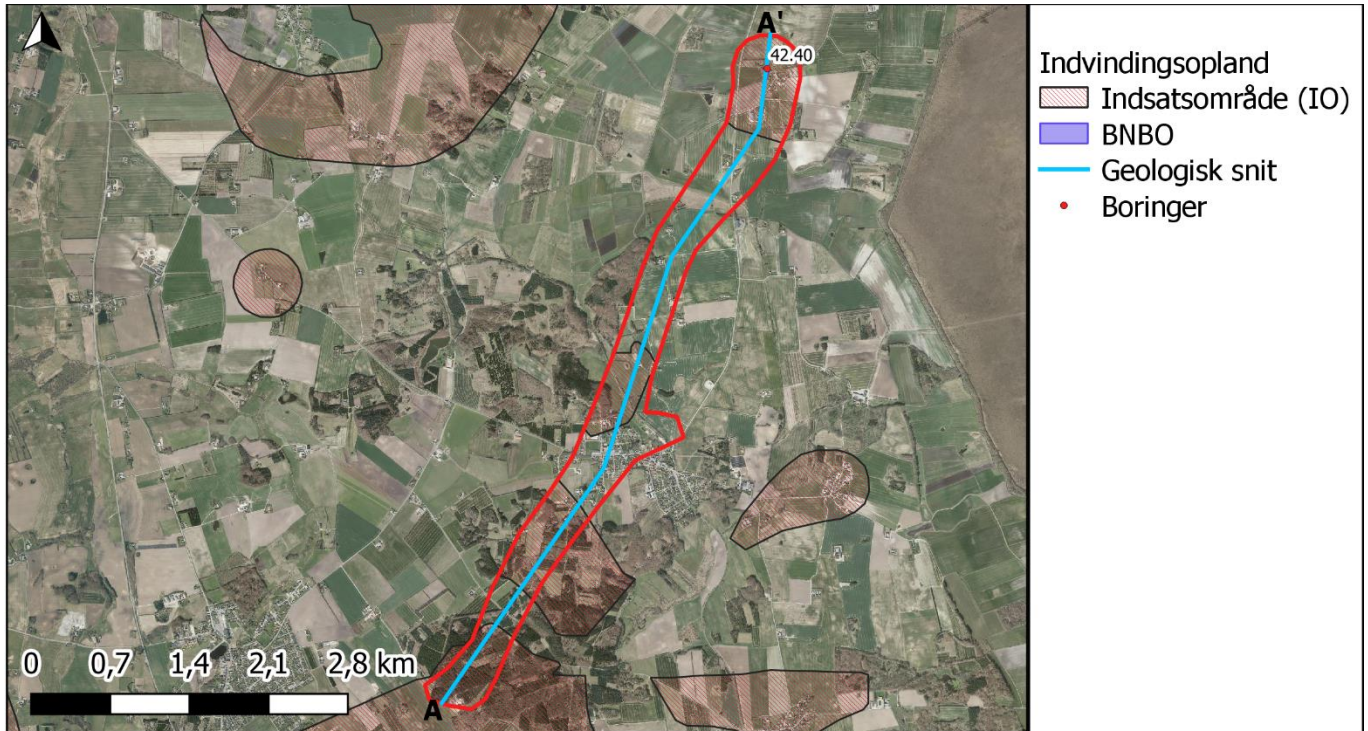 A'
42.40
0 0,7 1,4 2,1 2,8 km
A
Indvindingsopland
Indsatsområde (IO)
BNBO
Geologisk snit
Boringer